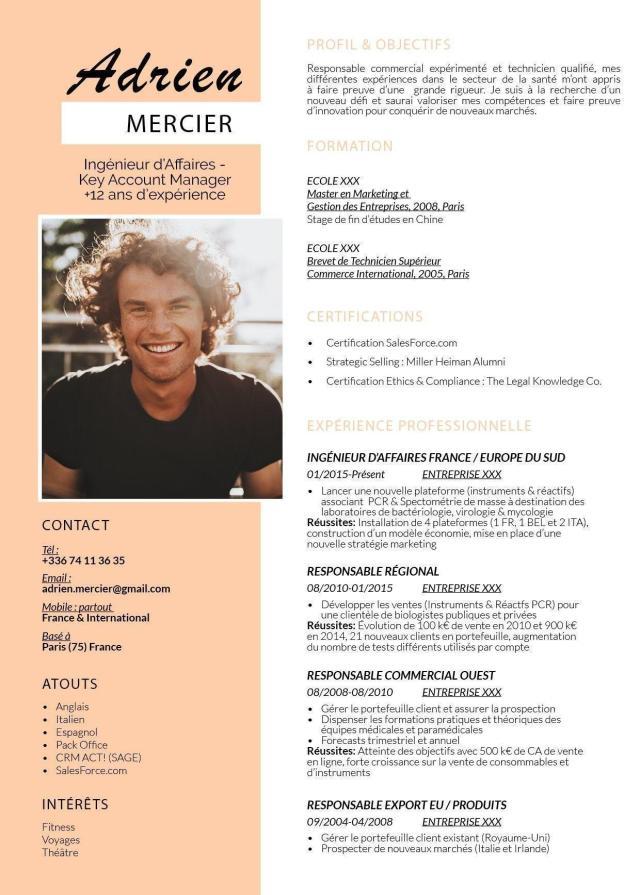 Adrien
MERCIER
Ingénieur d'Affaires -
Key Account Manager
+12 ans d'expérience
CONTACT
Tél :
+336 74 11 36 35
Email :
adrien.mercier@gmail.com
Mobile : partout
France & International
Basé à
Paris (75) France
ATOUTS
• Anglais
• Italien
• Espagnol
• Pack Office
• CRM ACT! (SAGE)
• SalesForce.com
INTÉRÊTS
Fitness
Voyages
Théâtre
PROFIL & OBJECTIFS
Responsable commercial expérimenté et technicien qualifié, mes
différentes expériences dans le secteur de la santé m'ont appris
à faire preuve d'une grande rigueur. Je suis à la recherche d'un
nouveau défi et saurai valoriser mes compétences et faire preuve
d'innovation pour conquérir de nouveaux marchés.
FORMATION
ECOLE XXX
Master en Marketing et
Gestion des Entreprises, 2008, Paris
Stage de fin d'études en Chine
ECOLE XXX
Brevet de Technicien Supérieur
Commerce International, 2005, Paris
CERTIFICATIONS
• Certification SalesForce.com
• Strategic Selling : Miller Heiman Alumni
• Certification Ethics & Compliance : The Legal Knowledge Co.
EXPÉRIENCE PROFESSIONNELLE
INGÉNIEUR D'AFFAIRES FRANCE / EUROPE DU SUD
01/2015-Présent ENTREPRISE XXX
• Lancer une nouvelle plateforme (instruments & réactifs)
associant PCR & Spectométrie de masse à destination des
laboratoires de bactériologie, virologie & mycologie
Réussites: Installation de 4 plateformes (1 FR, 1 BEL et 2 ITA),
construction d'un modèle économie, mise en place d'une
nouvelle stratégie marketing
RESPONSABLE RÉGIONAL
08/2010-01/2015 ENTREPRISE XXX
• Développer les ventes (Instruments & Réactfs PCR) pour
une clientèle de biologistes publiques et privées
Réussites: Evolution de 100 k€ de vente en 2010 et 900 k€
en 2014, 21 nouveaux clients en portefeuille, augmentation
du nombre de tests différents utilisés par compte
RESPONSABLE COMMERCIAL OUEST
08/2008-08/2010 ENTREPRISE XXX
• Gérer le portefeuille client et assurer la prospection
• Dispenser les formations pratiques et théoriques des
équipes médicales et paramédicales
• Forecasts trimestriel et annuel
Réussites: Atteinte des objectifs avec 500 k€ de CA de vente
en ligne, forte croissance sur la vente de consommables et
d'instruments
RESPONSABLE EXPORT EU / PRODUITS
09/2004-04/2008 ENTREPRISE XXX
• Gérer le portefeuille client existant (Royaume-Uni)
• Prospecter de nouveaux marchés (Italie et Irlande)